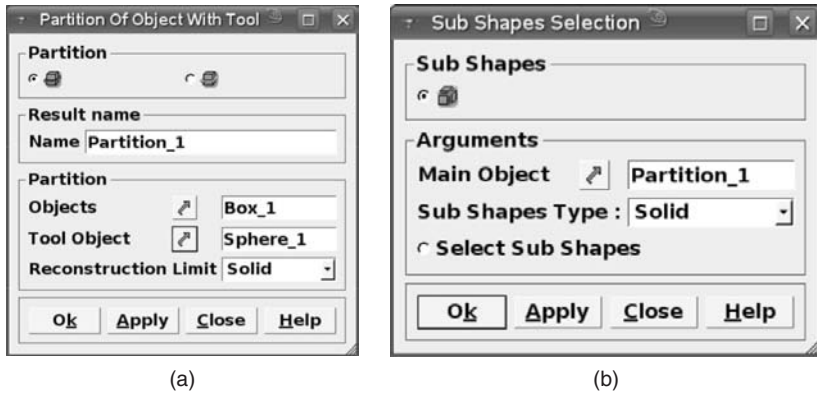 Partition Of Object With Tool
Partition
Result name
Name Partition_1
Partition
Objects Box_1
Tool Object Sphere_1
Reconstruction Limit Solid
Ok Apply Close Help
(a)
Sub Shapes Selection
Sub Shapes
Arguments
Main Object Partition_1
Sub Shapes Type : Solid
Select Sub Shapes
Ok Apply Close Help
(b)